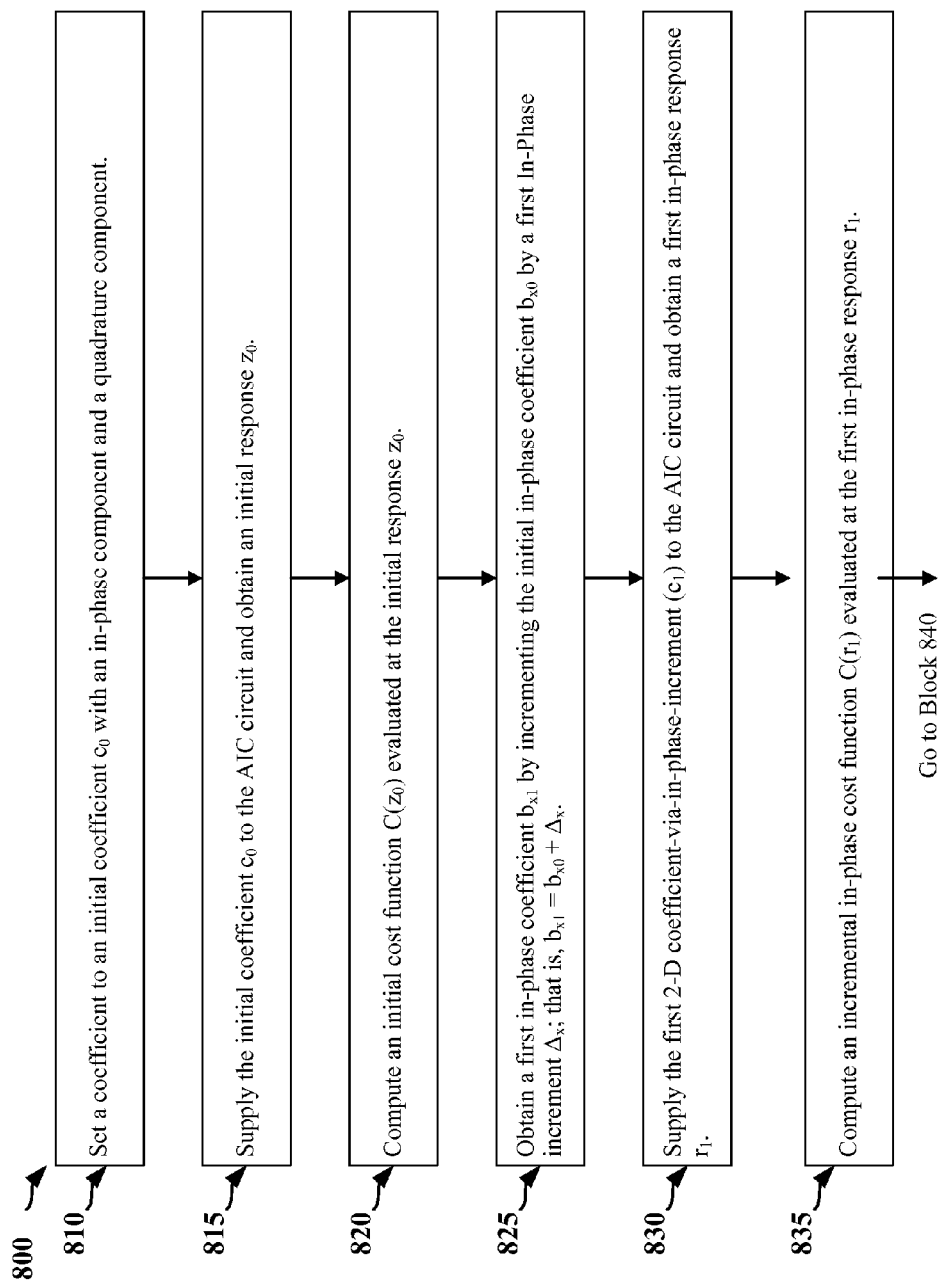 800
810
Set a coefficient to an initial coefficient c₀ with an in-phase component and a quadrature component.
815
Supply the initial coefficient c₀ to the AIC circuit and obtain an initial response z₀.
820
Compute an initial cost function C(z₀) evaluated at the initial response z₀.
825
Obtain a first in-phase coefficient bₓ₁ by incrementing the initial in-phase coefficient bₓ₀ by a first In-Phase
increment Δₓ; that is, bₓ₁ = bₓ₀ + Δₓ.
830
Supply the first 2-D coefficient-via-in-phase-increment (c₁) to the AIC circuit and obtain a first in-phase response
r₁.
835
Compute an incremental in-phase cost function C(r₁) evaluated at the first in-phase response r₁.
Go to Block 840